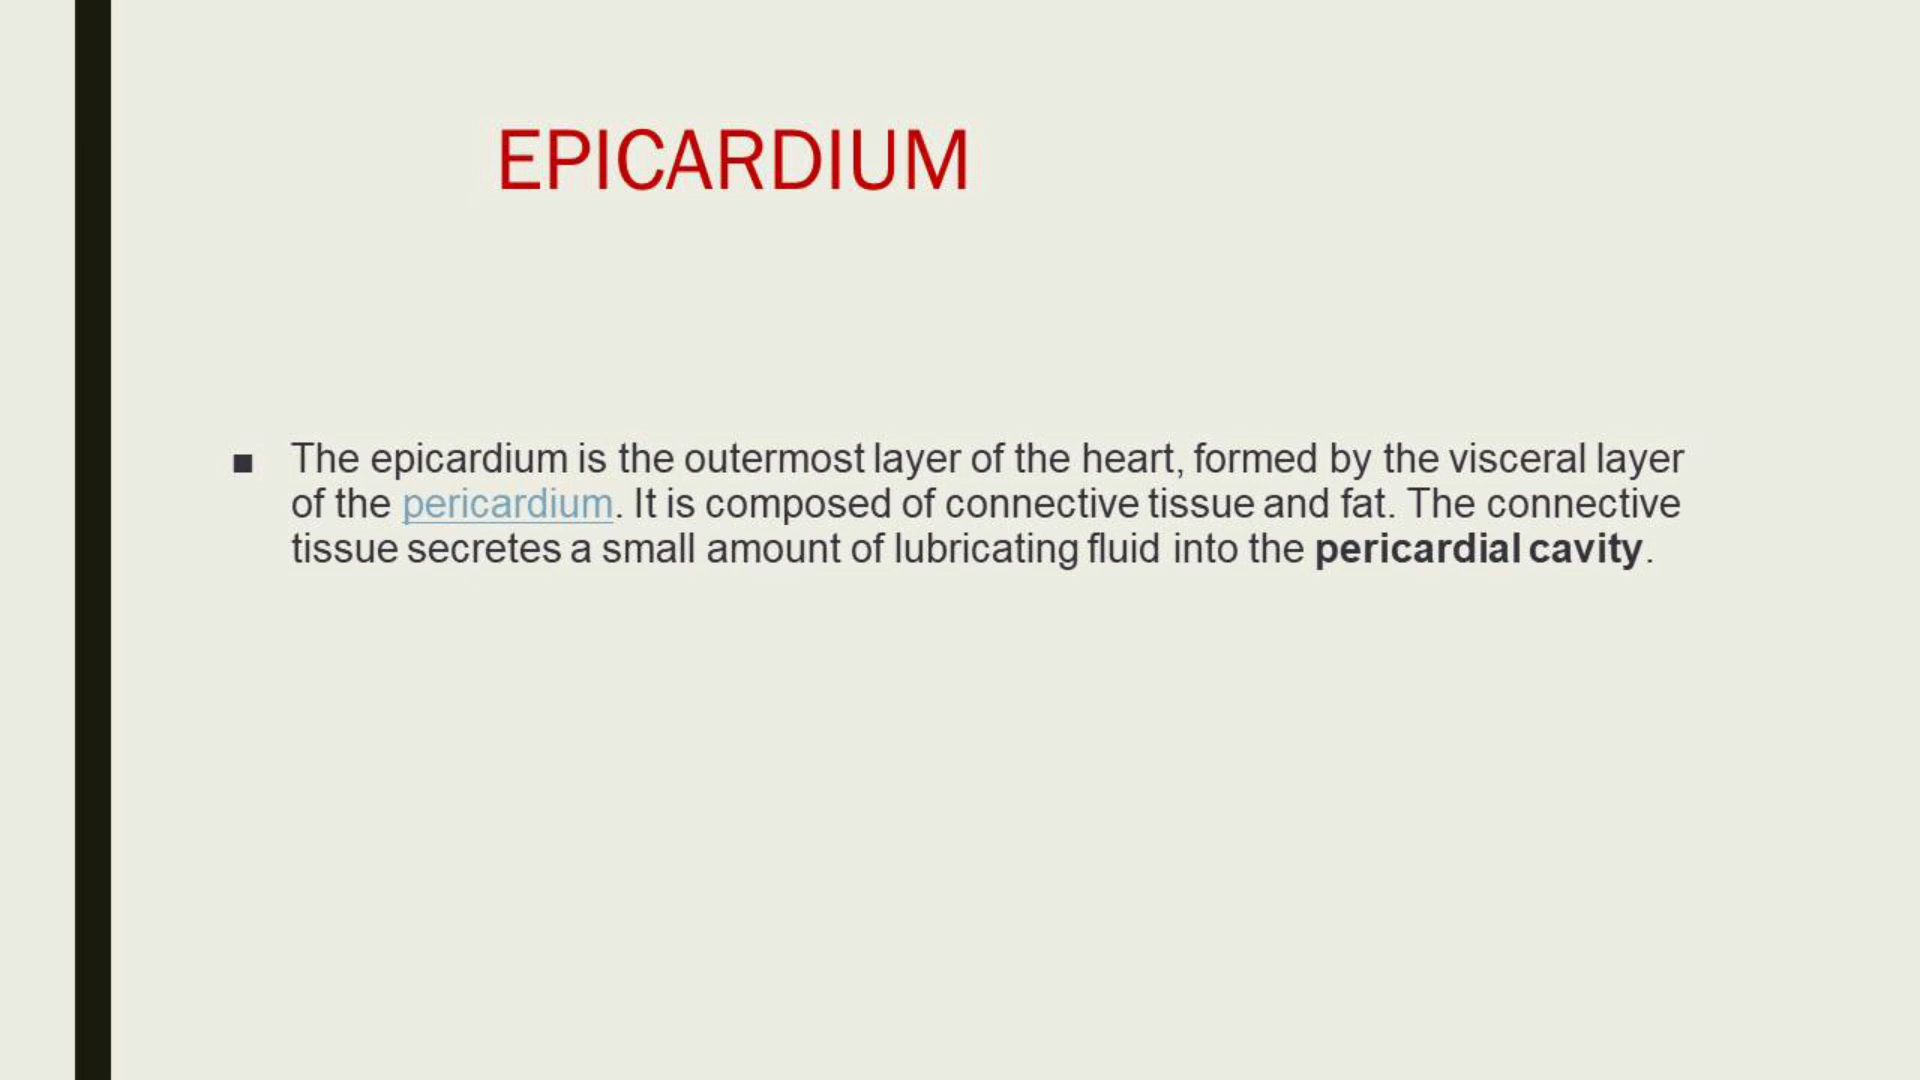 EPICARDIUM
▪ The epicardium is the outermost layer of the heart, formed by the visceral layer
of the pericardium. It is composed of connective tissue and fat. The connective
tissue secretes a small amount of lubricating fluid into the pericardial cavity.